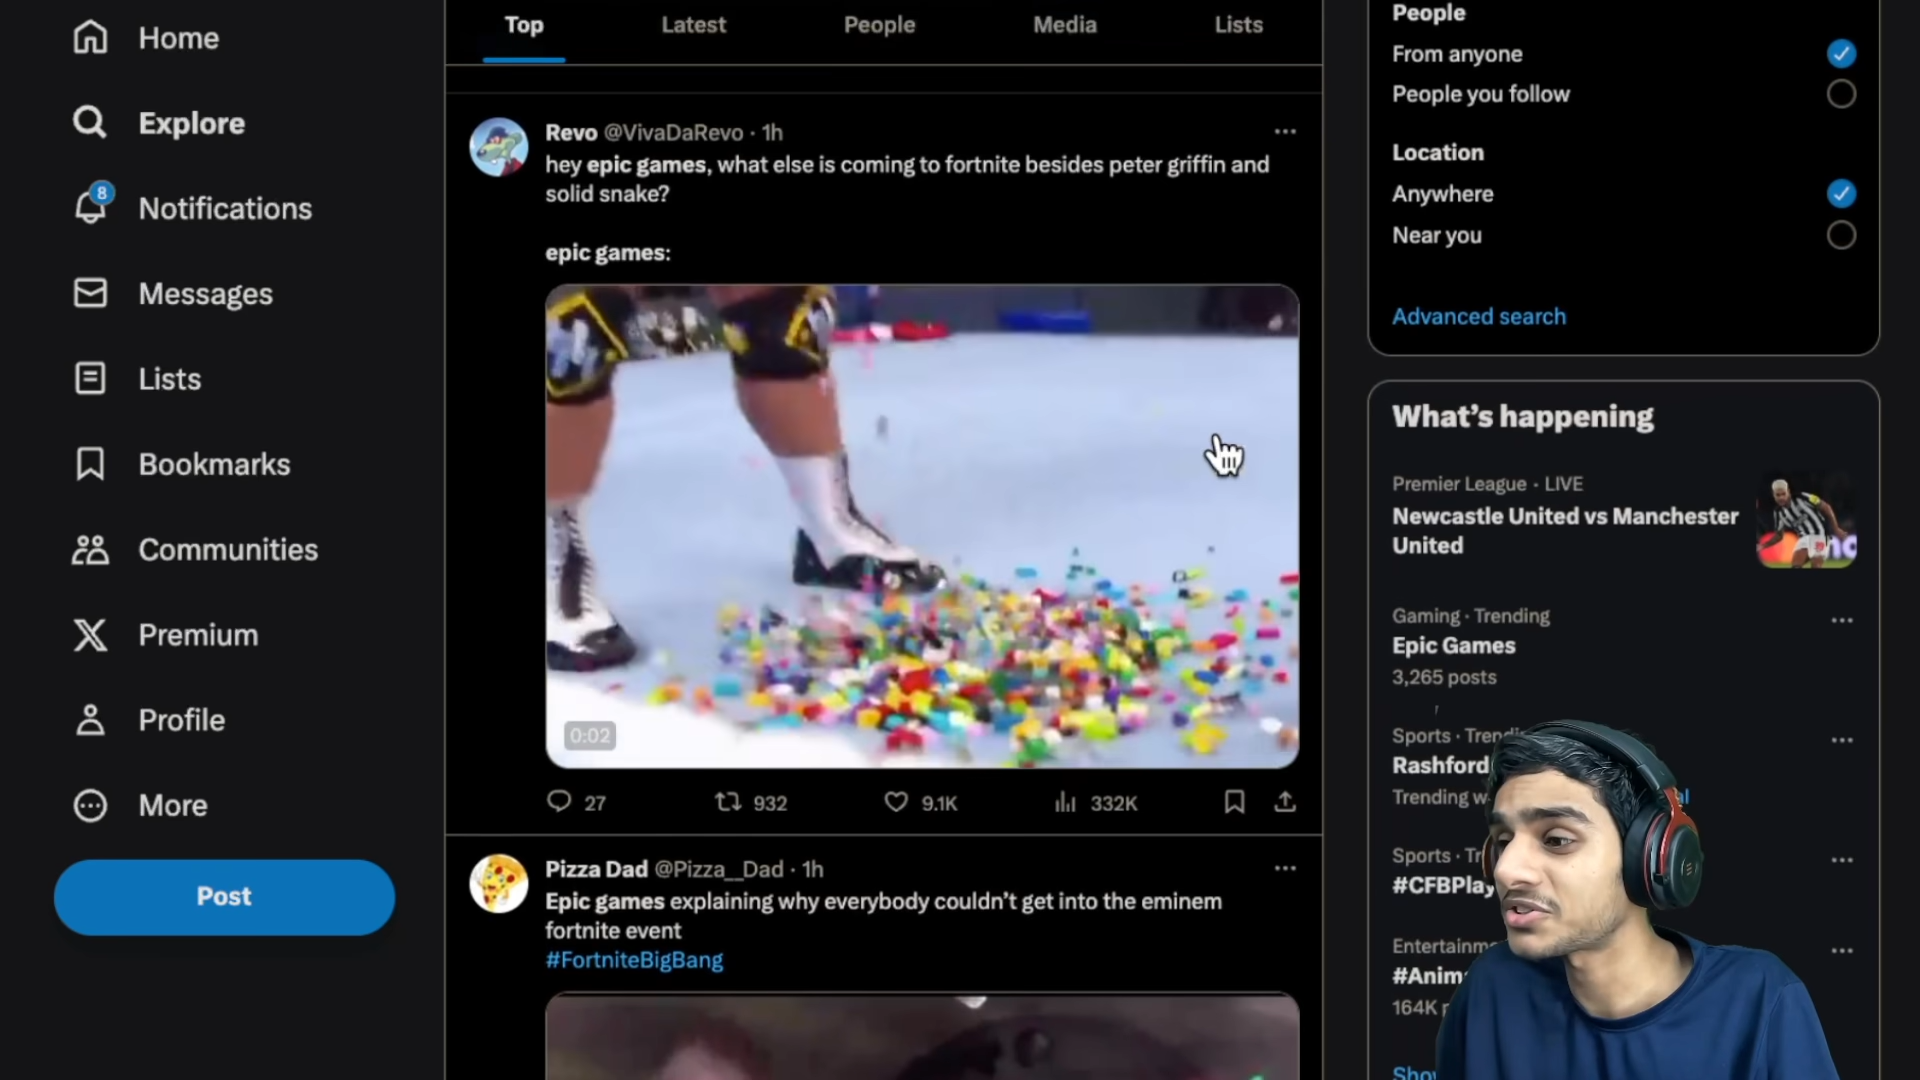 Home
Explore
8
Notifications
Messages
Lists
Bookmarks
Communities
Premium
Profile
More
Post
Top Latest People Media Lists
Revo @VivaDaRevo · 1h
hey epic games, what else is coming to fortnite besides peter griffin and
solid snake?
epic games:
0:02
27 932 9.1K 332K
Pizza Dad @Pizza__Dad · 1h
Epic games explaining why everybody couldn't get into the eminem
fortnite event
#FortniteBigBang
People
From anyone
People you follow
Location
Anywhere
Near you
Advanced search
What's happening
Premier League · LIVE
Newcastle United vs Manchester
United
Gaming · Trending
Epic Games
3,265 posts
Sports ·
Rashford
Trending
Sports ·
164K